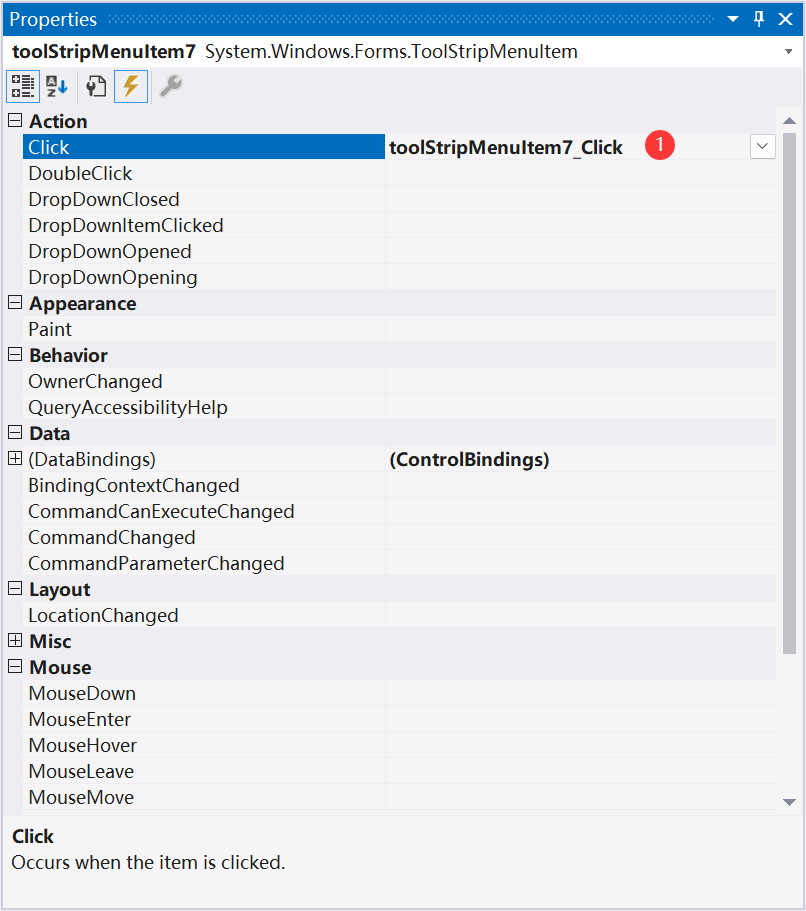 Properties
toolStripMenuItem7 System.Windows.Forms.ToolStripMenuItem
Action
Click toolStripMenuItem7_Click 1
DoubleClick
DropDownClosed
DropDownItemClicked
DropDownOpened
DropDownOpening
Appearance
Paint
Behavior
OwnerChanged
QueryAccessibilityHelp
Data
(DataBindings) (ControlBindings)
BindingContextChanged
CommandCanExecuteChanged
CommandChanged
CommandParameterChanged
Layout
LocationChanged
Misc
Mouse
MouseDown
MouseEnter
MouseHover
MouseLeave
MouseMove
Click
Occurs when the item is clicked.